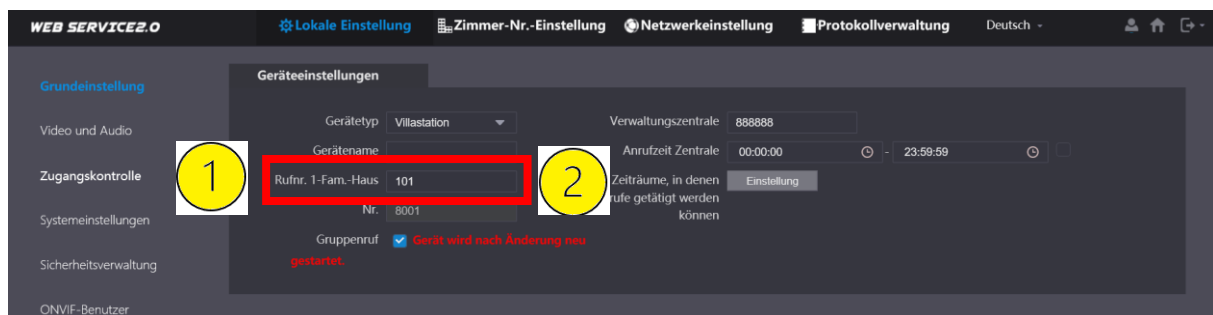 WEB SERVICE2.0
Lokale Einstellung
Zimmer-Nr.-Einstellung
Netzwerkeinstellung
Protokollverwaltung
Deutsch
Grundeinstellung
Video und Audio
Zugangskontrolle
Systemeinstellungen
Sicherheitsverwaltung
ONVIF-Benutzer
Geräteeinstellungen
Gerätetyp Villastation
Gerätename
1
Rufnr. 1-Fam.-Haus 101
2
Nr. 8001
Gruppenruf Gerät wird nach Änderung neu
gestartet.
Verwaltungszentrale 888888
Anrufzeit Zentrale 00:00:00 - 23:59:59
Zeiträume, in denen Einstellung
rufe getätigt werden
können